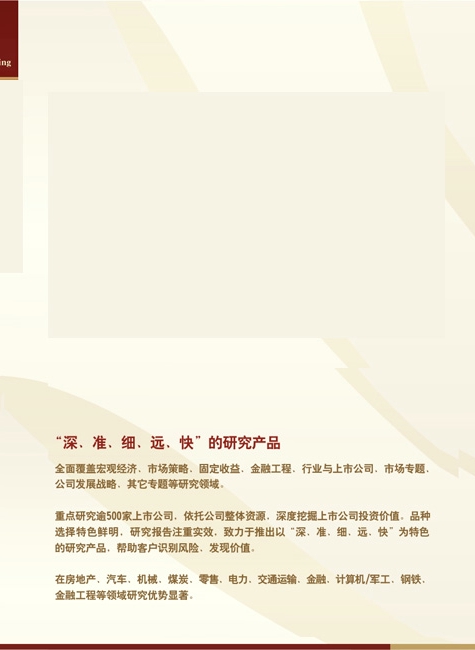 ing
“深、准、细、远、快”的研究产品
全面覆盖宏观经济、市场策略、固定收益、金融工程、行业与上市公司、市场专题、
公司发展战略、其它专题等研究领域。
重点研究逾500家上市公司，依托公司整体资源，深度挖掘上市公司投资价值。品种
选择特色鲜明，研究报告注重实效，致力于推出以“深、准、细、远、快”为特色
的研究产品，帮助客户识别风险、发现价值。
在房地产、汽车、机械、煤炭、零售、电力、交通运输、金融、计算机/军工、钢铁、
金融工程等领域研究优势显著。